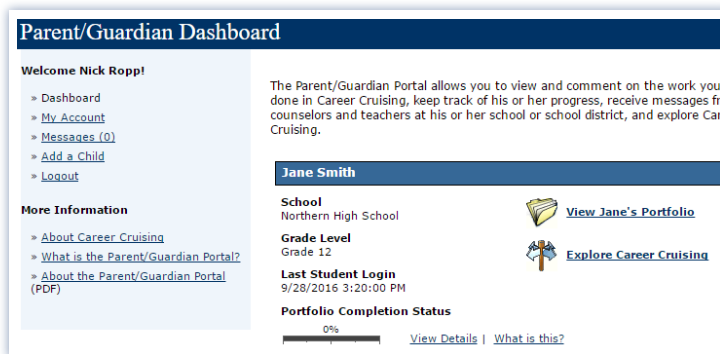 Parent/Guardian Dashboard
Welcome Nick Ropp!
» Dashboard
» My Account
» Messages (0)
» Add a Child
» Logout
More Information
» About Career Cruising
» What is the Parent/Guardian Portal?
» About the Parent/Guardian Portal
(PDF)
The Parent/Guardian Portal allows you to view and comment on the work you
done in Career Cruising, keep track of his or her progress, receive messages
counselors and teachers at his or her school or school district, and explore
Cruising.
Jane Smith
School
Northern High School
Grade Level
Grade 12
Last Student Login
9/28/2016 3:20:00 PM
Portfolio Completion Status
0%
View Details | What is this?
View Jane's Portfolio
Explore Career Cruising